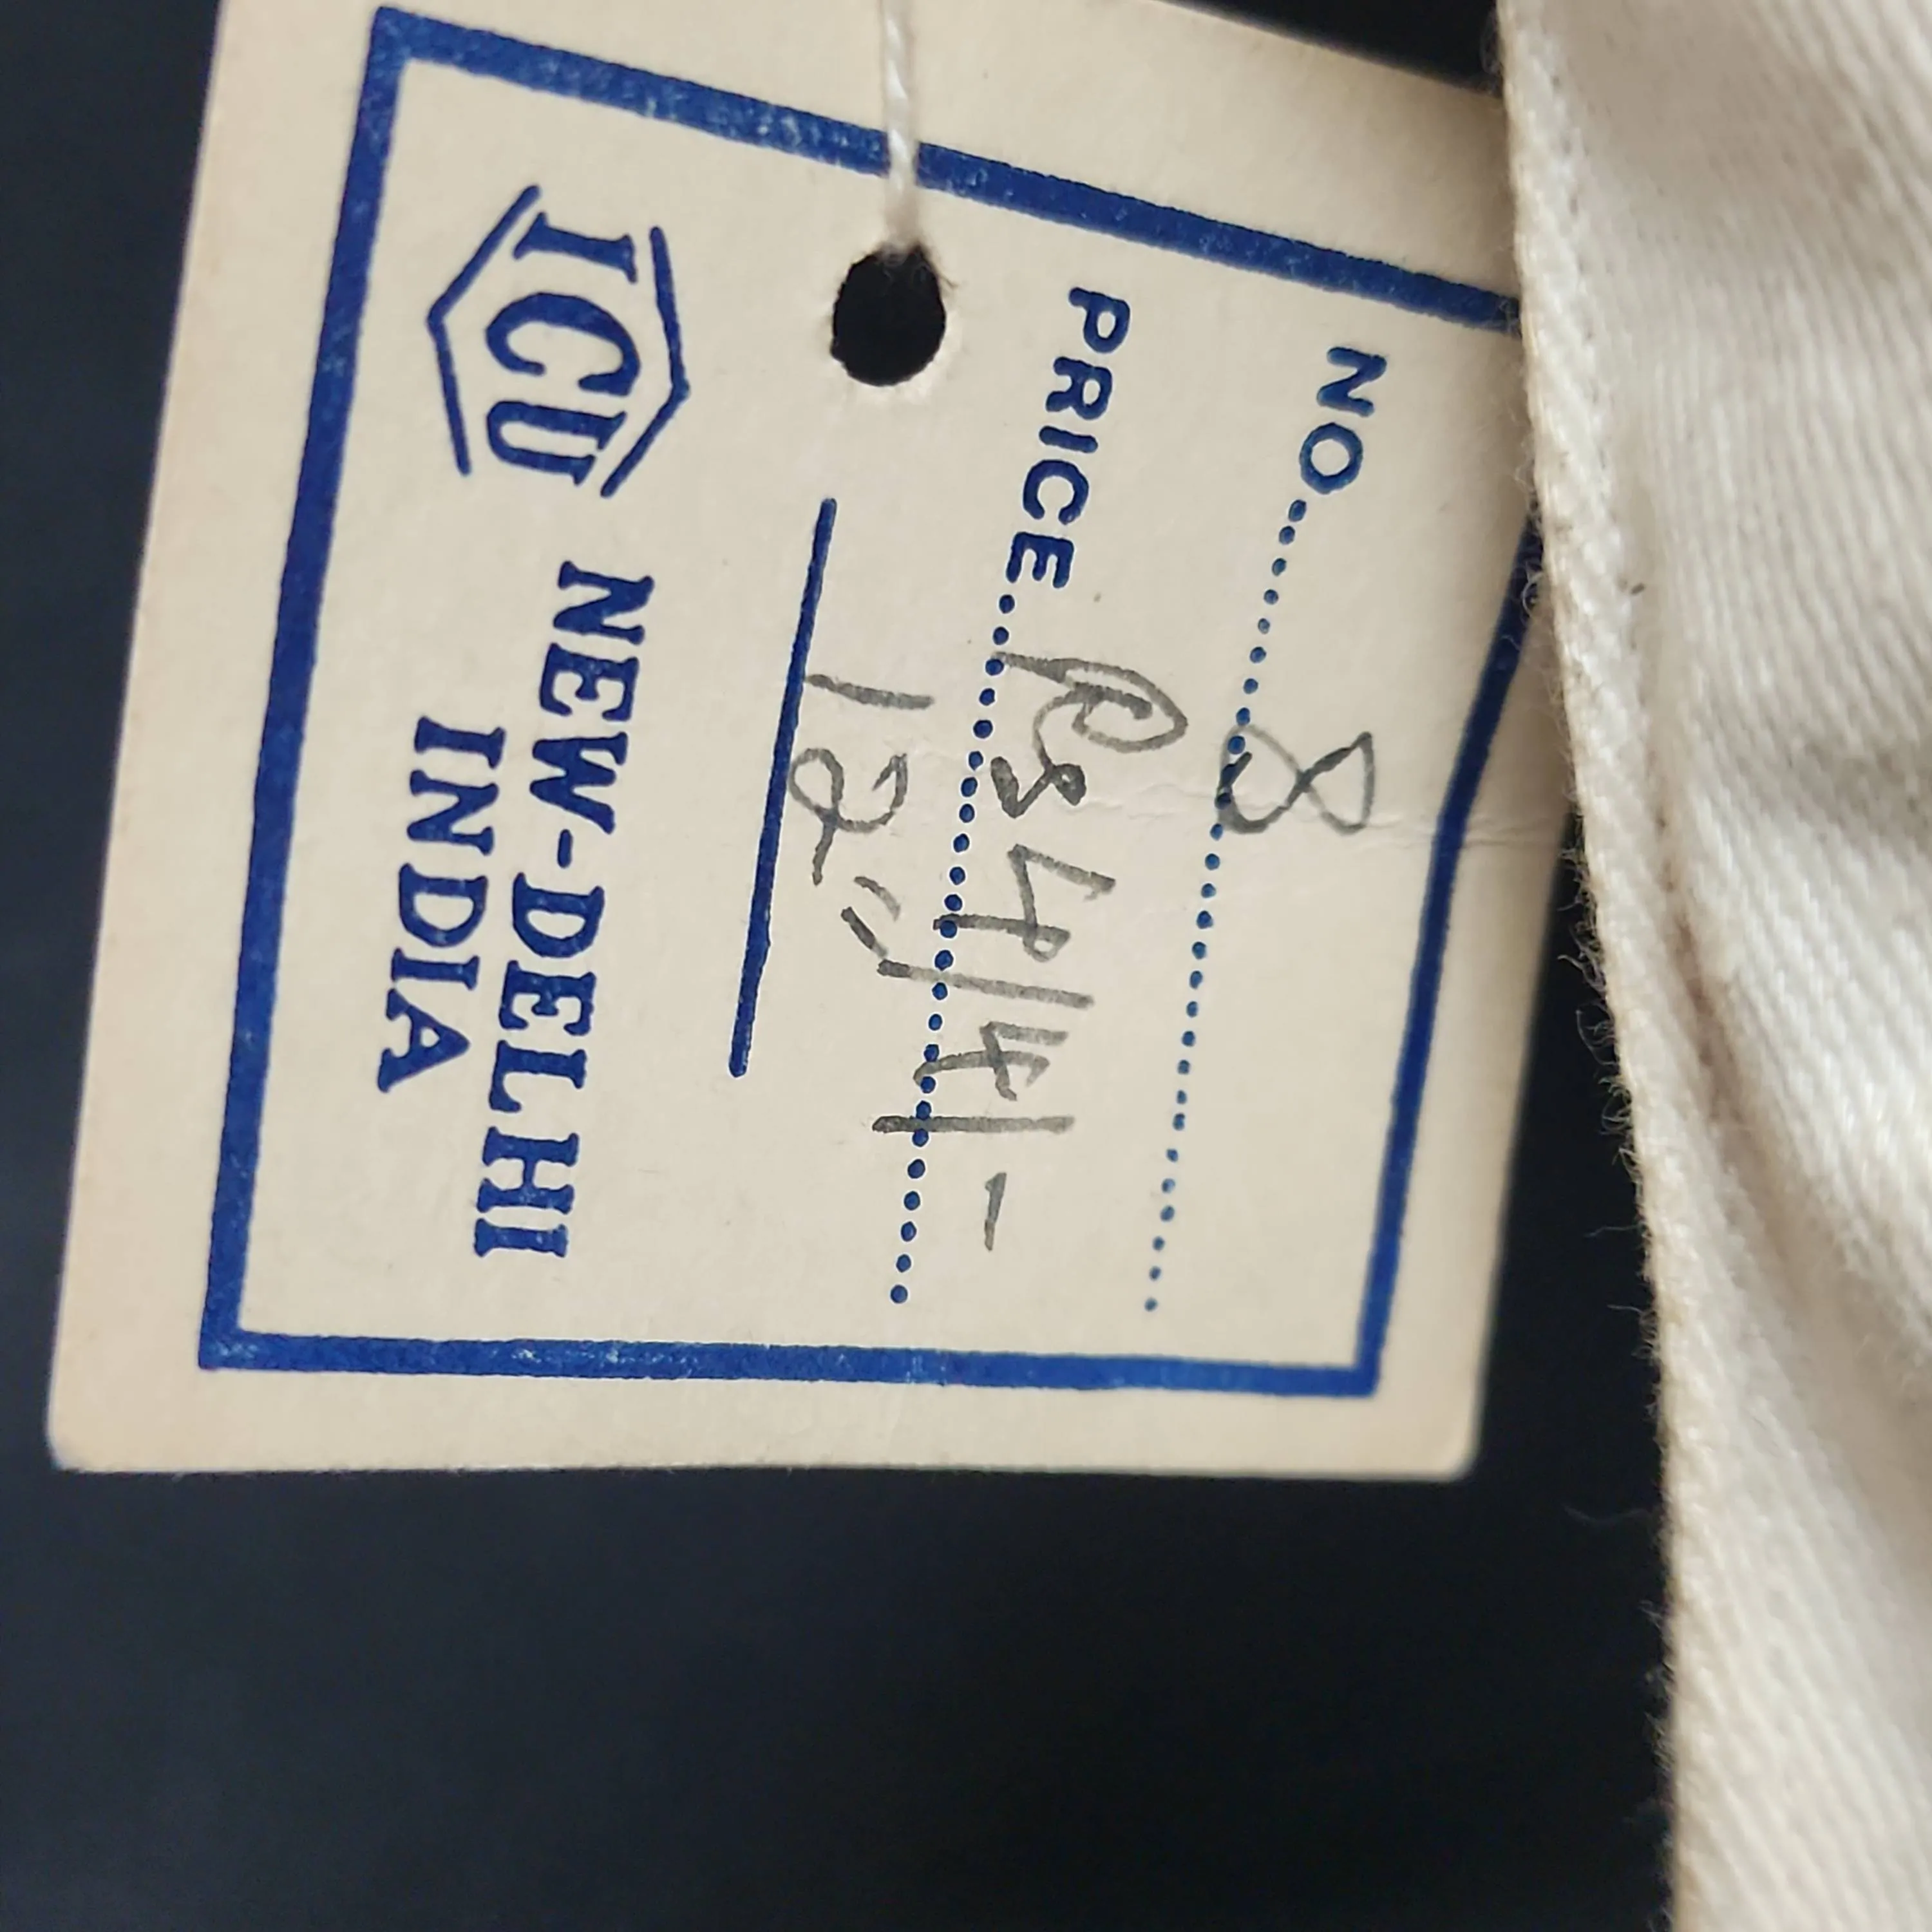 NO. 8
PRICE Rs 4/4/-
12"
ICU NEW-DELHI
INDIA